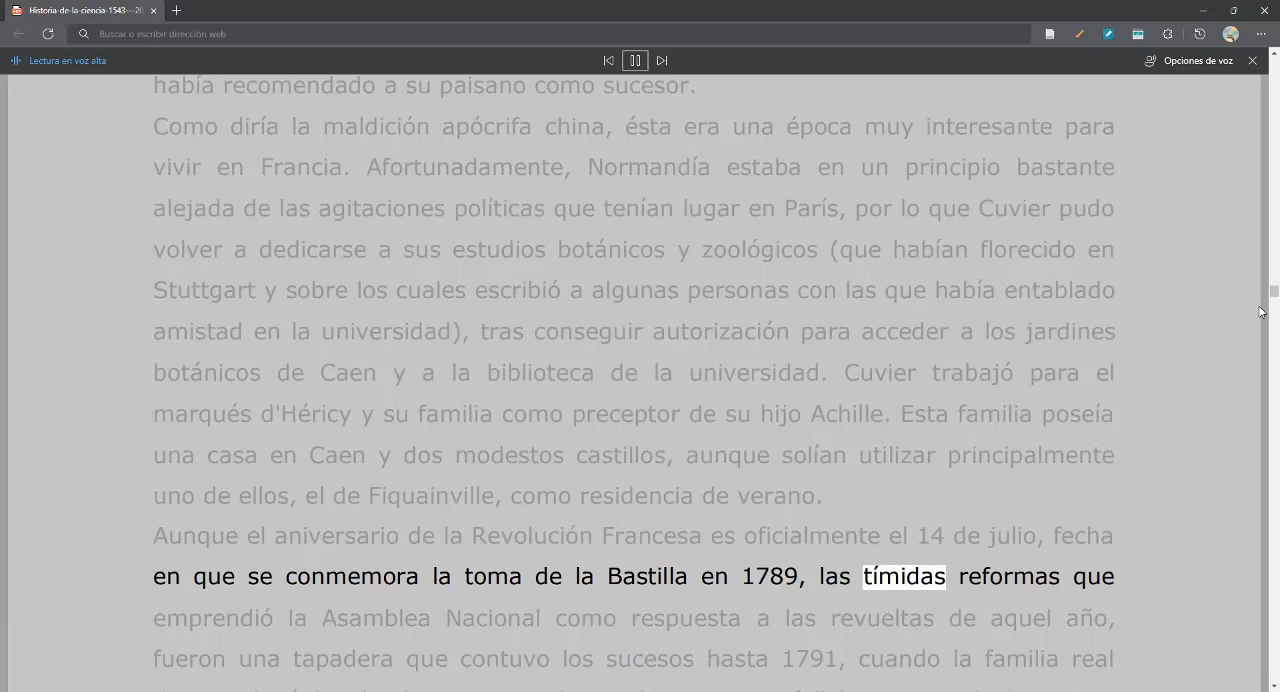 Historia-de-la-ciencia-1543---20
Buscar o escribir dirección web
Lectura en voz alta
Opciones de voz
había recomendado a su paisano como sucesor.
Como diría la maldición apócrifa china, ésta era una época muy interesante para
vivir en Francia. Afortunadamente, Normandía estaba en un principio bastante
alejada de las agitaciones políticas que tenían lugar en París, por lo que Cuvier pudo
volver a dedicarse a sus estudios botánicos y zoológicos (que habían florecido en
Stuttgart y sobre los cuales escribió a algunas personas con las que había entablado
amistad en la universidad), tras conseguir autorización para acceder a los jardines
botánicos de Caen y a la biblioteca de la universidad. Cuvier trabajó para el
marqués d'Héricy y su familia como preceptor de su hijo Achille. Esta familia poseía
una casa en Caen y dos modestos castillos, aunque solían utilizar principalmente
uno de ellos, el de Fiquainville, como residencia de verano.
Aunque el aniversario de la Revolución Francesa es oficialmente el 14 de julio, fecha
en que se conmemora la toma de la Bastilla en 1789, las tímidas reformas que
emprendió la Asamblea Nacional como respuesta a las revueltas de aquel año,
fueron una tapadera que contuvo los sucesos hasta 1791, cuando la familia real